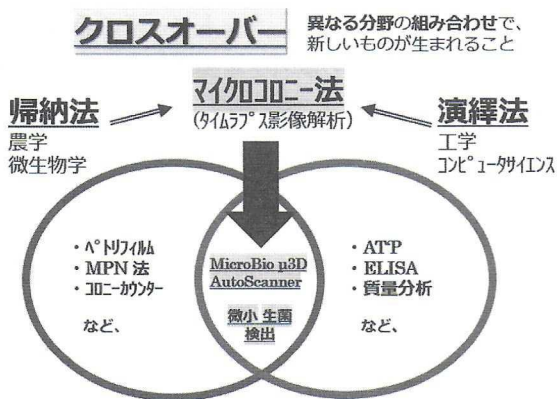 クロスオーバー
異なる分野の組み合わせで、
新しいものが生まれること
マイクロコロニー法
(タイムラプス影像解析)
帰納法
農学
微生物学
演繹法
工学
コンピュータサイエンス
・ペトリフィルム
・MPN 法
・コロニーカウンター
など、
MicroBio μ3D
AutoScanner
微小 生菌
検出
・ATP
・ELISA
・質量分析
など、